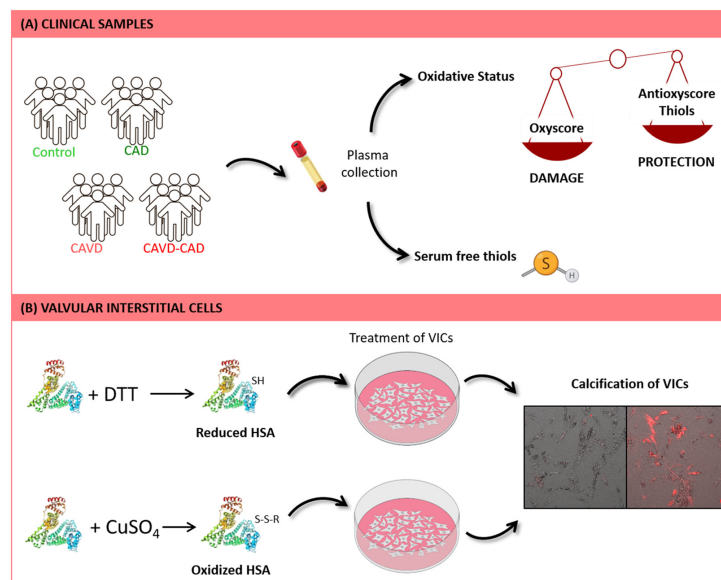 (A) CLINICAL SAMPLES
Control
CAD
CAVD
CAVD-CAD
Plasma
collection
Oxidative Status
Oxyscore
DAMAGE
Antioxyscore
Thiols
PROTECTION
Serum free thiols
S
H
(B) VALVULAR INTERSTITIAL CELLS
+ DTT
SH
Reduced HSA
Treatment of VICs
Calcification of VICs
+ CuSO₄
S-S-R
Oxidized HSA